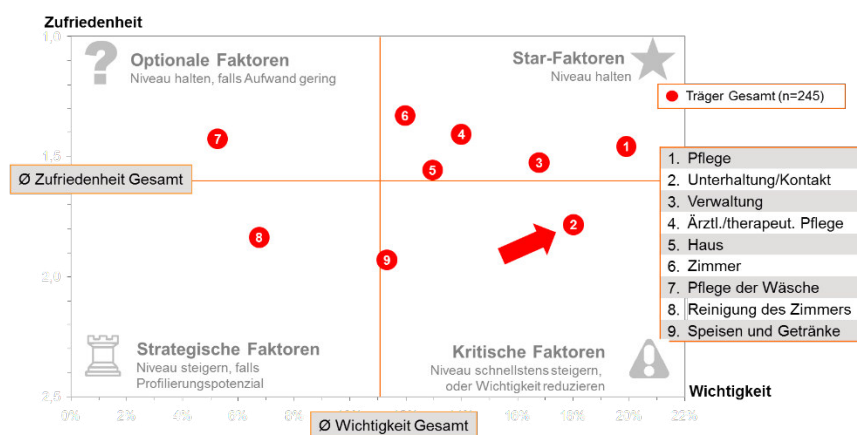 Zufriedenheit
1,0
Optionale Faktoren
Niveau halten, falls Aufwand gering
Star-Faktoren
Niveau halten
Träger Gesamt (n=245)
6
4
7
1
3
1,5
5
Ø Zufriedenheit Gesamt
1. Pflege
2. Unterhaltung/Kontakt
3. Verwaltung
4. Ärztl./therapeut. Pflege
5. Haus
6. Zimmer
7. Pflege der Wäsche
8. Reinigung des Zimmers
9. Speisen und Getränke
2
8
9
2,0
Strategische Faktoren
Niveau steigern, falls
Profilierungspotenzial
Kritische Faktoren
Niveau schnellstens steigern,
oder Wichtigkeit reduzieren
Wichtigkeit
2,5
0% 2% 4% 6% 8% 16% 18% 20% 22%
Ø Wichtigkeit Gesamt